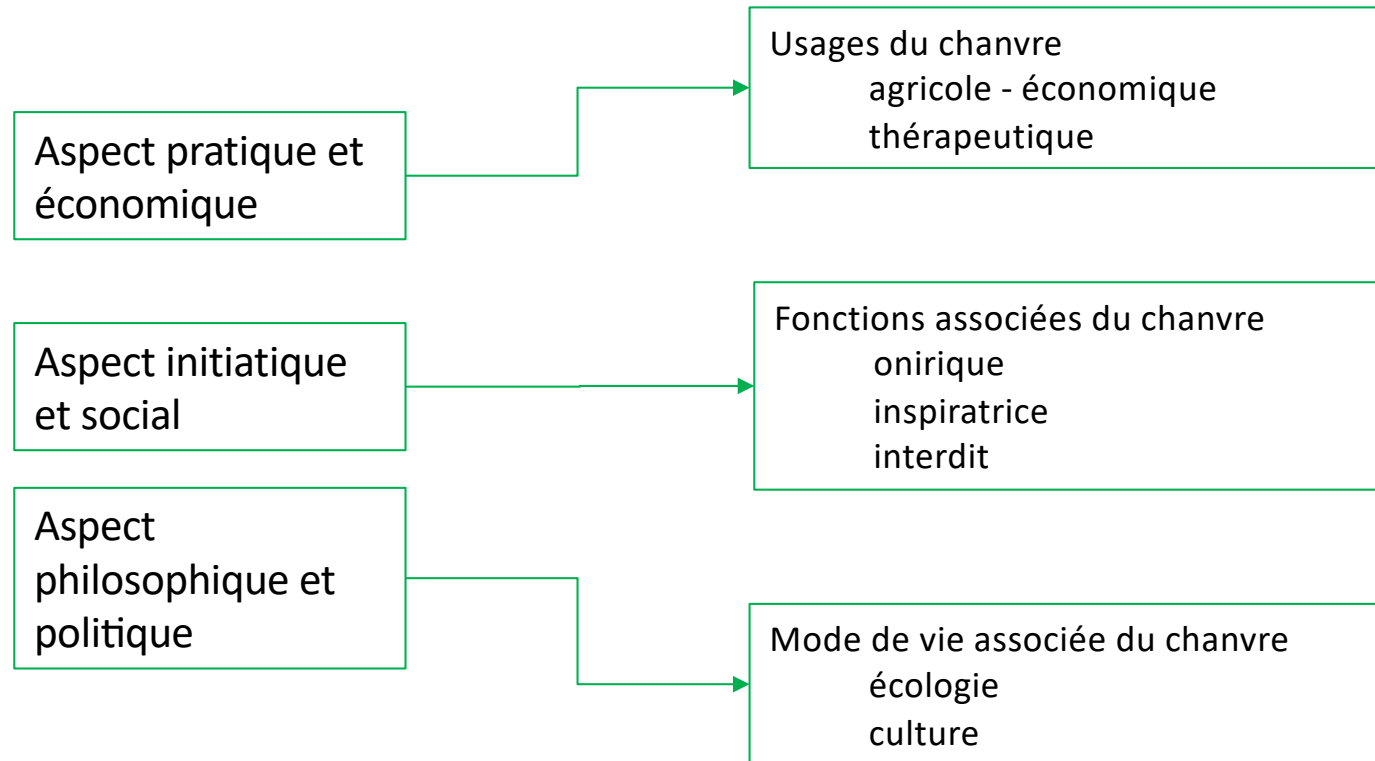 Aspect pratique et
économique
Usages du chanvre
agricole - économique
thérapeutique
Aspect initiatique
et social
Fonctions associées du chanvre
onirique
inspiratrice
interdit
Aspect
philosophique et
politique
Mode de vie associée du chanvre
écologie
culture